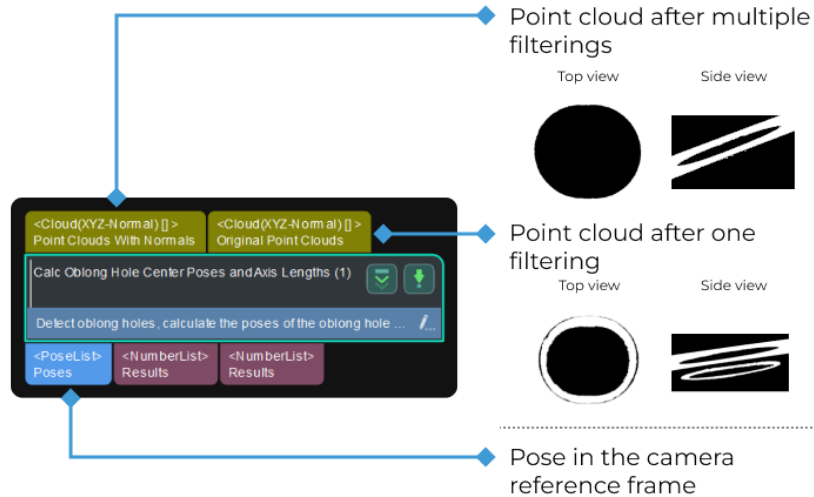 Point cloud after multiple
filterings
Top view
Side view
<Cloud(XYZ-Normal) []>
Point Clouds With Normals
<Cloud(XYZ-Normal) []>
Original Point Clouds
Calc Oblong Hole Center Poses and Axis Lengths (1)
Detect oblong holes, calculate the poses of the oblong hole ...
<PoseList>
Poses
<NumberList>
Results
<NumberList>
Results
Point cloud after one
filtering
Top view
Side view
Pose in the camera
reference frame